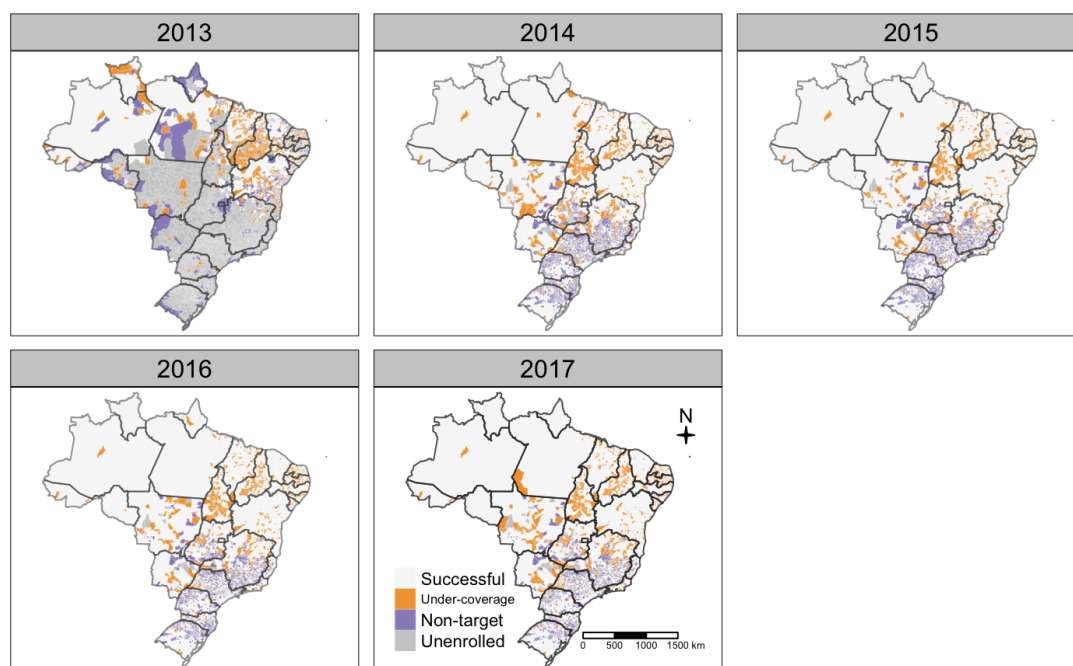 2013
2014
2015
2016
2017
N
Successful
Under-coverage
Non-target
Unenrolled
0 500 1000 1500 km